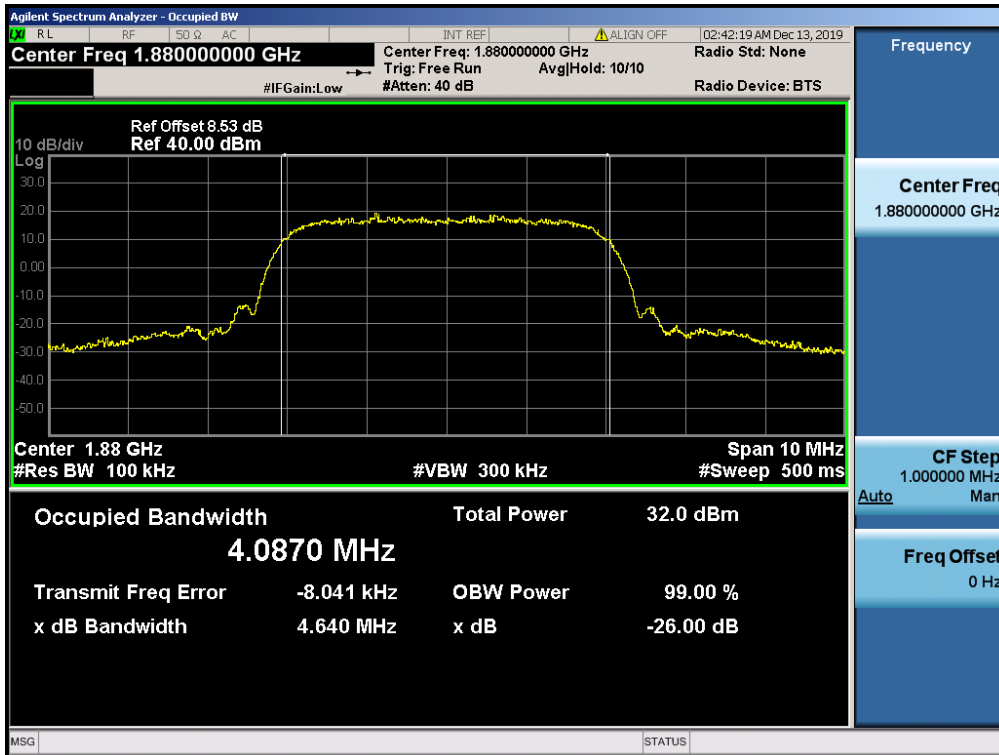 Agilent Spectrum Analyzer - Occupied BW
LXI RL RF 50 Ω AC INT REF ALIGN OFF 02:42:19 AM Dec 13, 2019
Center Freq 1.880000000 GHz
Center Freq: 1.880000000 GHz Radio Std: None
Trig: Free Run Avg|Hold: 10/10
#IFGain:Low #Atten: 40 dB Radio Device: BTS
Ref Offset 8.53 dB
10 dB/div Ref 40.00 dBm
Log
30.0
20.0
10.0
0.00
-10.0
-20.0
-30.0
-40.0
-50.0
Center 1.88 GHz Span 10 MHz
#Res BW 100 kHz #VBW 300 kHz #Sweep 500 ms
Occupied Bandwidth Total Power 32.0 dBm
4.0870 MHz
Transmit Freq Error -8.041 kHz OBW Power 99.00 %
x dB Bandwidth 4.640 MHz x dB -26.00 dB
MSG STATUS
Frequency
Center Freq
1.880000000 GHz
CF Step
1.000000 MHz
Auto Man
Freq Offset
0 Hz